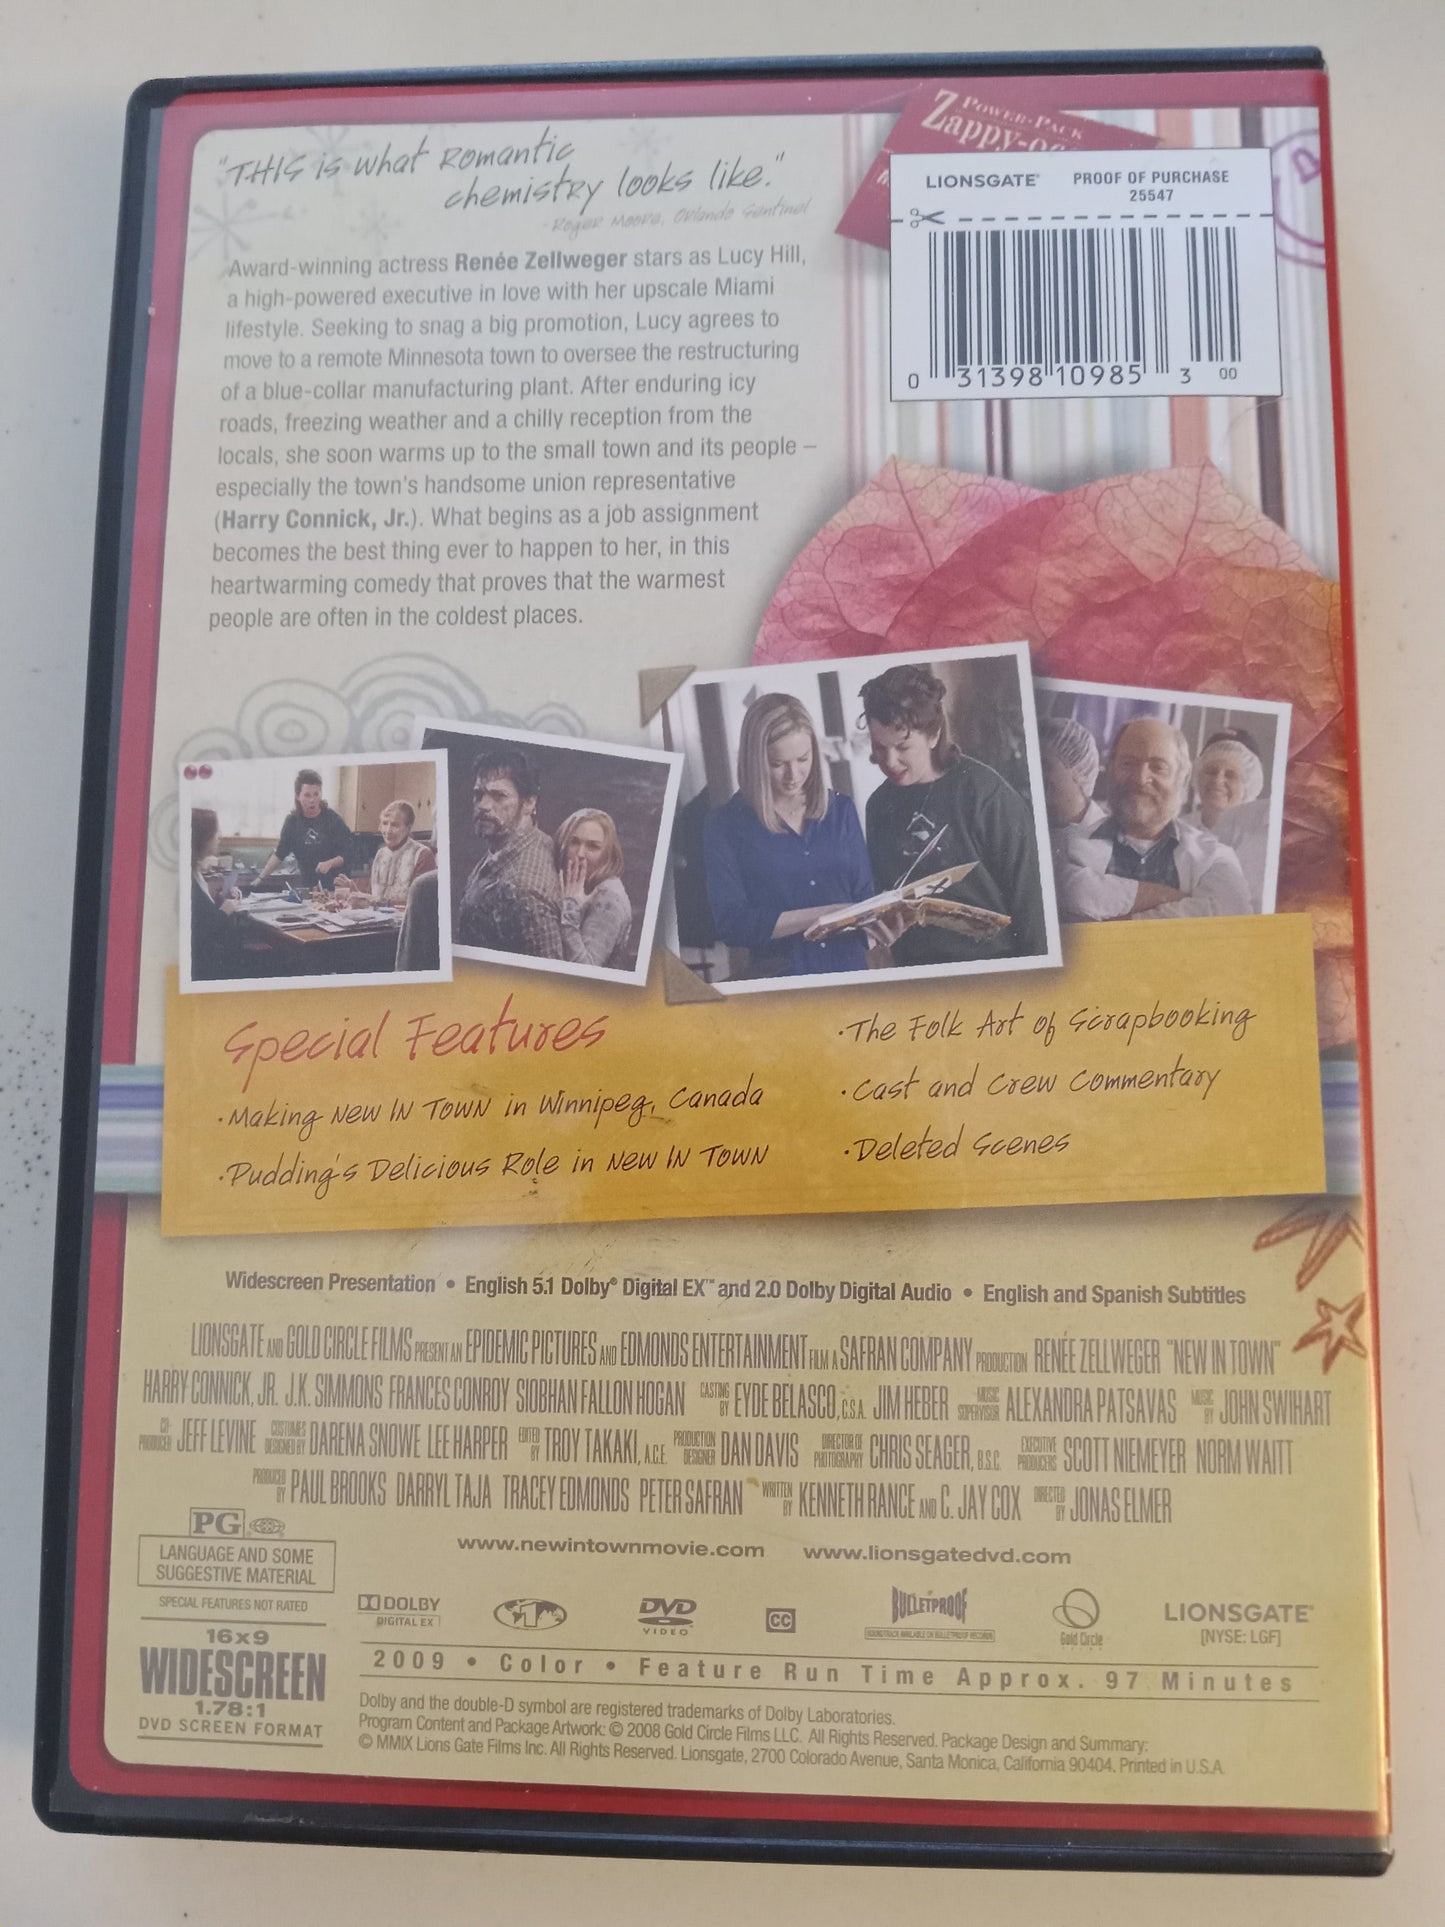 "THIS is what Romantic
chemistry looks like."
-Roger Moore, Orlando Sentinel
POWER-PACK
LIONSGATE®
PROOF OF PURCHASE
25547
0 31398 10985 3 00
Award-winning actress Renée Zellweger stars as Lucy Hill,
a high-powered executive in love with her upscale Miami
lifestyle. Seeking to snag a big promotion, Lucy agrees to
move to a remote Minnesota town to oversee the restructuring
of a blue-collar manufacturing plant. After enduring icy
roads, freezing weather and a chilly reception from the
locals, she soon warms up to the small town and its people –
especially the town's handsome union representative
(Harry Connick, Jr.). What begins as a job assignment
becomes the best thing ever to happen to her, in this
heartwarming comedy that proves that the warmest
people are often in the coldest places.
Special Features
·Making New IN TOWN in Winnipeg, Canada
·Pudding's Delicious Role in New IN TOWN
·The Folk Art of Scrapbooking
·Cast and Crew Commentary
·Deleted Scenes
Widescreen Presentation • English 5.1 Dolby® Digital EX™ and 2.0 Dolby Digital Audio • English and Spanish Subtitles
LIONSGATE AND GOLD CIRCLE FILMS PRESENT AN EPIDEMIC PICTURES AND EDMONDS ENTERTAINMENT FILM A SAFRAN COMPANY PRODUCTION RENÉE ZELLWEGER "NEW IN TOWN"
HARRY CONNICK, JR. J.K. SIMMONS FRANCES CONROY SIOBHAN FALLON HOGAN CASTING BY EYDE BELASCO, C.S.A. JIM HEBER MUSIC SUPERVISOR ALEXANDRA PATSAVAS MUSIC BY JOHN SWIHART
CO-PRODUCER JEFF LEVINE COSTUMES DESIGNED BY DARENA SNOWE LEE HARPER EDITED BY TROY TAKAKI, A.C.E. PRODUCTION DESIGNER DAN DAVIS DIRECTOR OF PHOTOGRAPHY CHRIS SEAGER, B.S.C. EXECUTIVE PRODUCERS SCOTT NIEMEYER NORM WAITT
PRODUCED BY PAUL BROOKS DARRYL TAJA TRACEY EDMONDS PETER SAFRAN WRITTEN BY KENNETH RANCE AND C. JAY COX DIRECTED BY JONAS ELMER
www.newintownmovie.com www.lionsgatedvd.com
PG
LANGUAGE AND SOME
SUGGESTIVE MATERIAL
SPECIAL FEATURES NOT RATED
16x9
WIDESCREEN
1.78:1
DVD SCREEN FORMAT
DOLBY
DIGITAL EX
1
DVD
VIDEO
CC
BULLETPROOF
SOUNDTRACK AVAILABLE ON BULLETPROOF RECORDS
Gold Circle
LIONSGATE®
[NYSE: LGF]
2009 • Color • Feature Run Time Approx. 97 Minutes
Dolby and the double-D symbol are registered trademarks of Dolby Laboratories.
Program Content and Package Artwork: © 2008 Gold Circle Films LLC. All Rights Reserved. Package Design and Summary:
© MMIX Lions Gate Films Inc. All Rights Reserved. Lionsgate, 2700 Colorado Avenue, Santa Monica, California 90404. Printed in U.S.A.